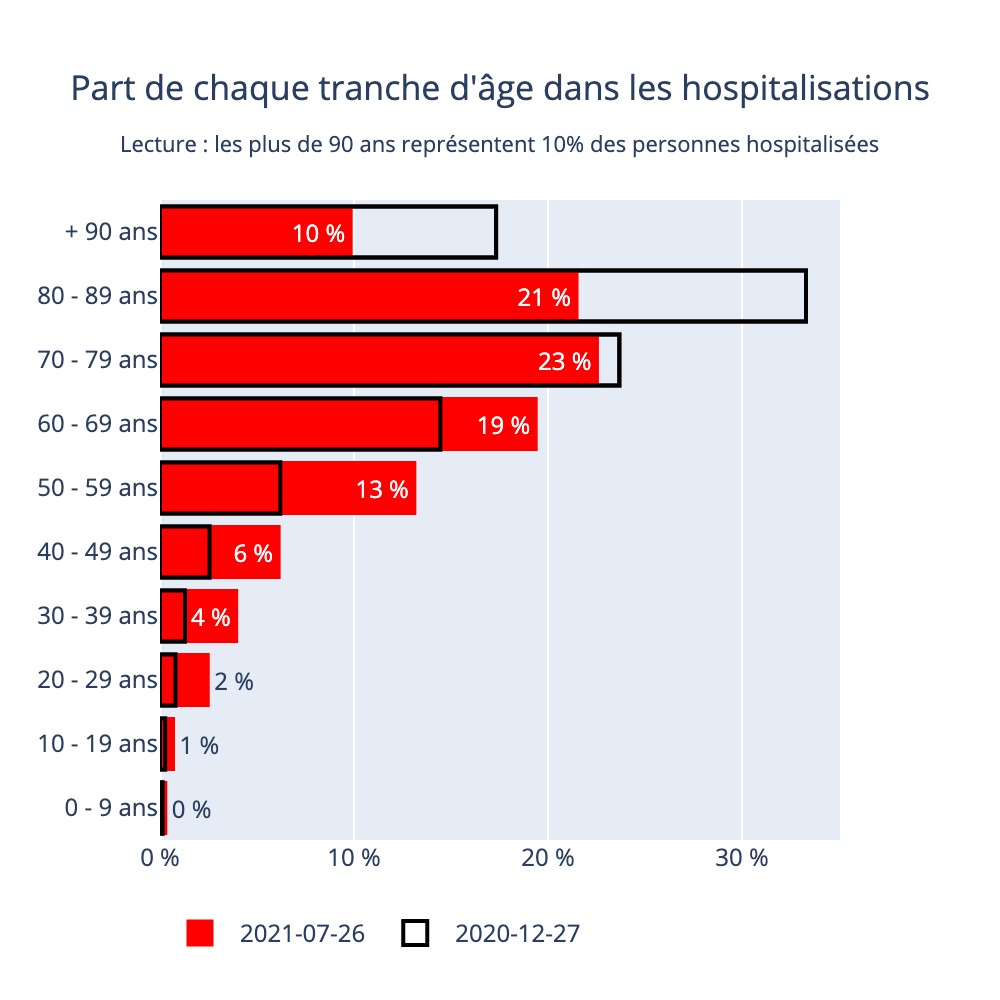 Part de chaque tranche d'âge dans les hospitalisations
Lecture : les plus de 90 ans représentent 10% des personnes hospitalisées
+ 90 ans 10 %
80 - 89 ans 21 %
70 - 79 ans 23 %
60 - 69 ans 19 %
50 - 59 ans 13 %
40 - 49 ans 6 %
30 - 39 ans 4 %
20 - 29 ans 2 %
10 - 19 ans 1 %
0 - 9 ans 0 %
0 % 10 % 20 % 30 %
2021-07-26 2020-12-27